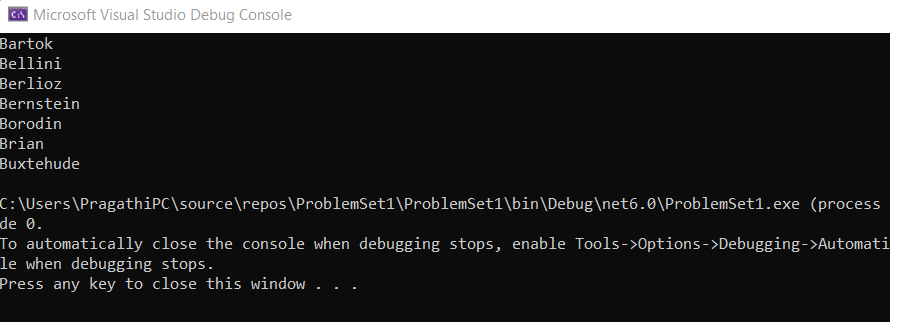 Microsoft Visual Studio Debug Console
Bartok
Bellini
Berlioz
Bernstein
Borodin
Brian
Buxtehude
C:\Users\PragathiPC\source\repos\ProblemSet1\ProblemSet1\bin\Debug\net6.0\ProblemSet1.exe (process
de 0.
To automatically close the console when debugging stops, enable Tools->Options->Debugging->Automati
le when debugging stops.
Press any key to close this window . . .